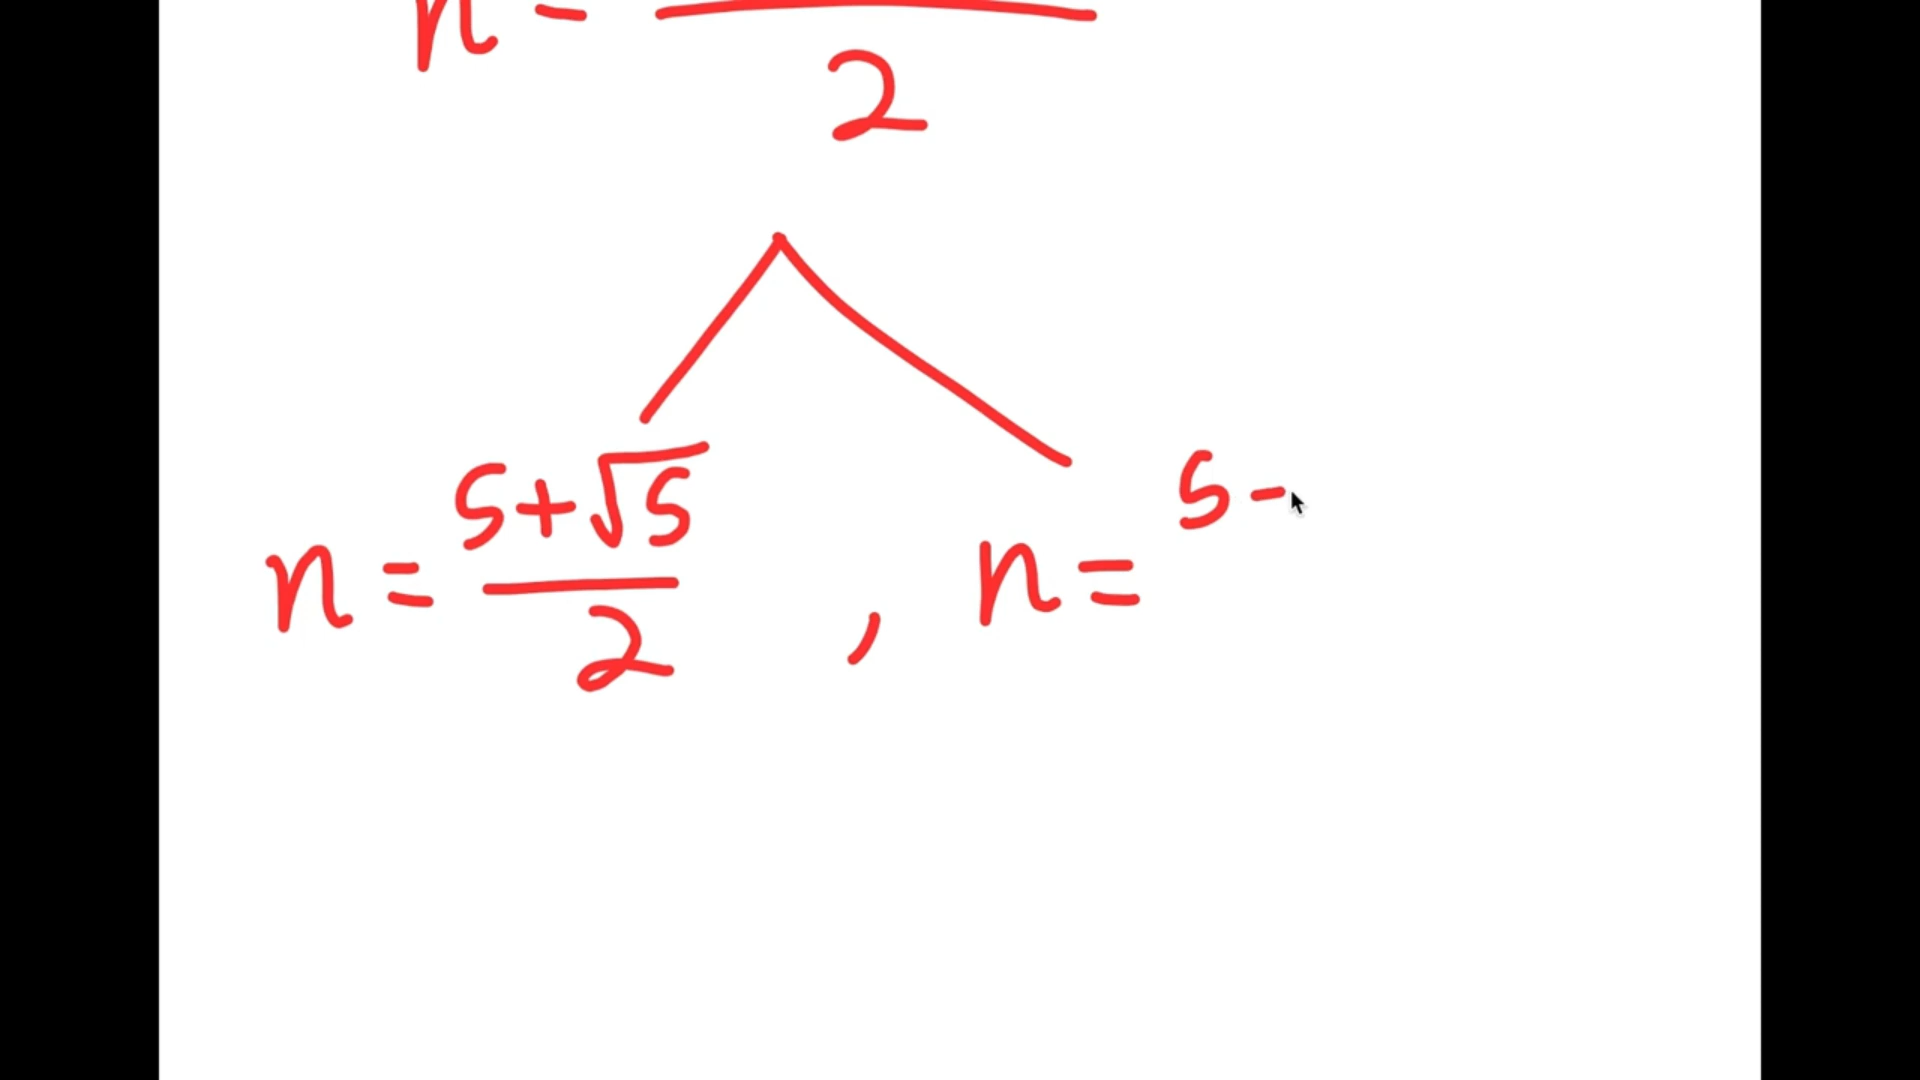 n = ─
2
n = (5+√5)/2 , n = 5 -